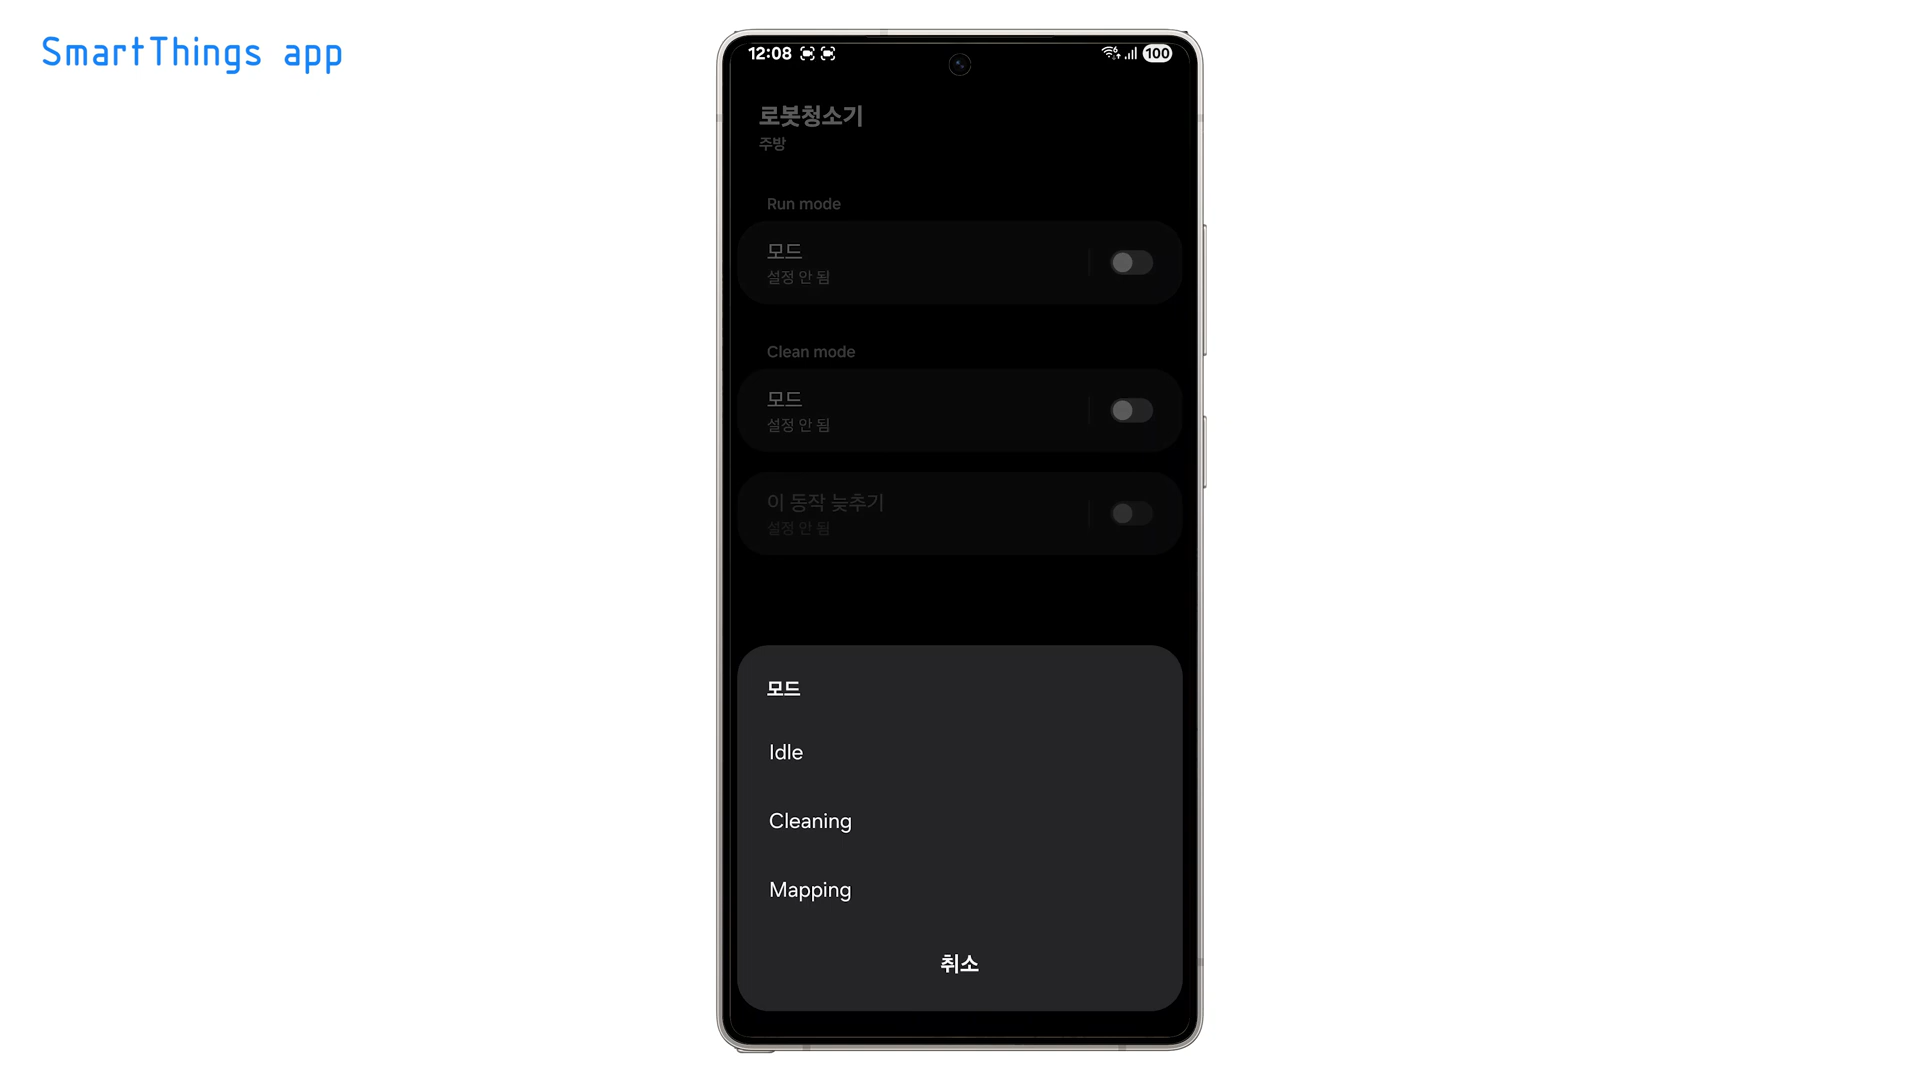 SmartThings app
12:08
100
로봇청소기
주방
Run mode
모드
설정 안 됨
Clean mode
모드
설정 안 됨
이 동작 늦추기
설정 안 됨
모드
Idle
Cleaning
Mapping
취소